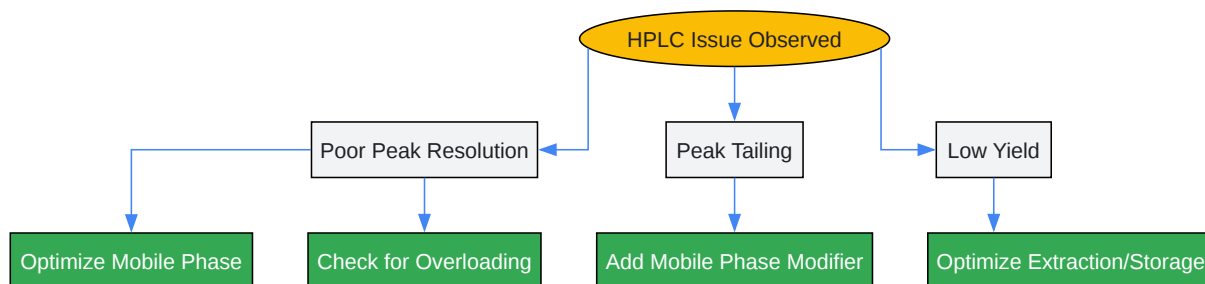 HPLC Issue Observed
Poor Peak Resolution
Peak Tailing
Low Yield
Optimize Mobile Phase
Check for Overloading
Add Mobile Phase Modifier
Optimize Extraction/Storage